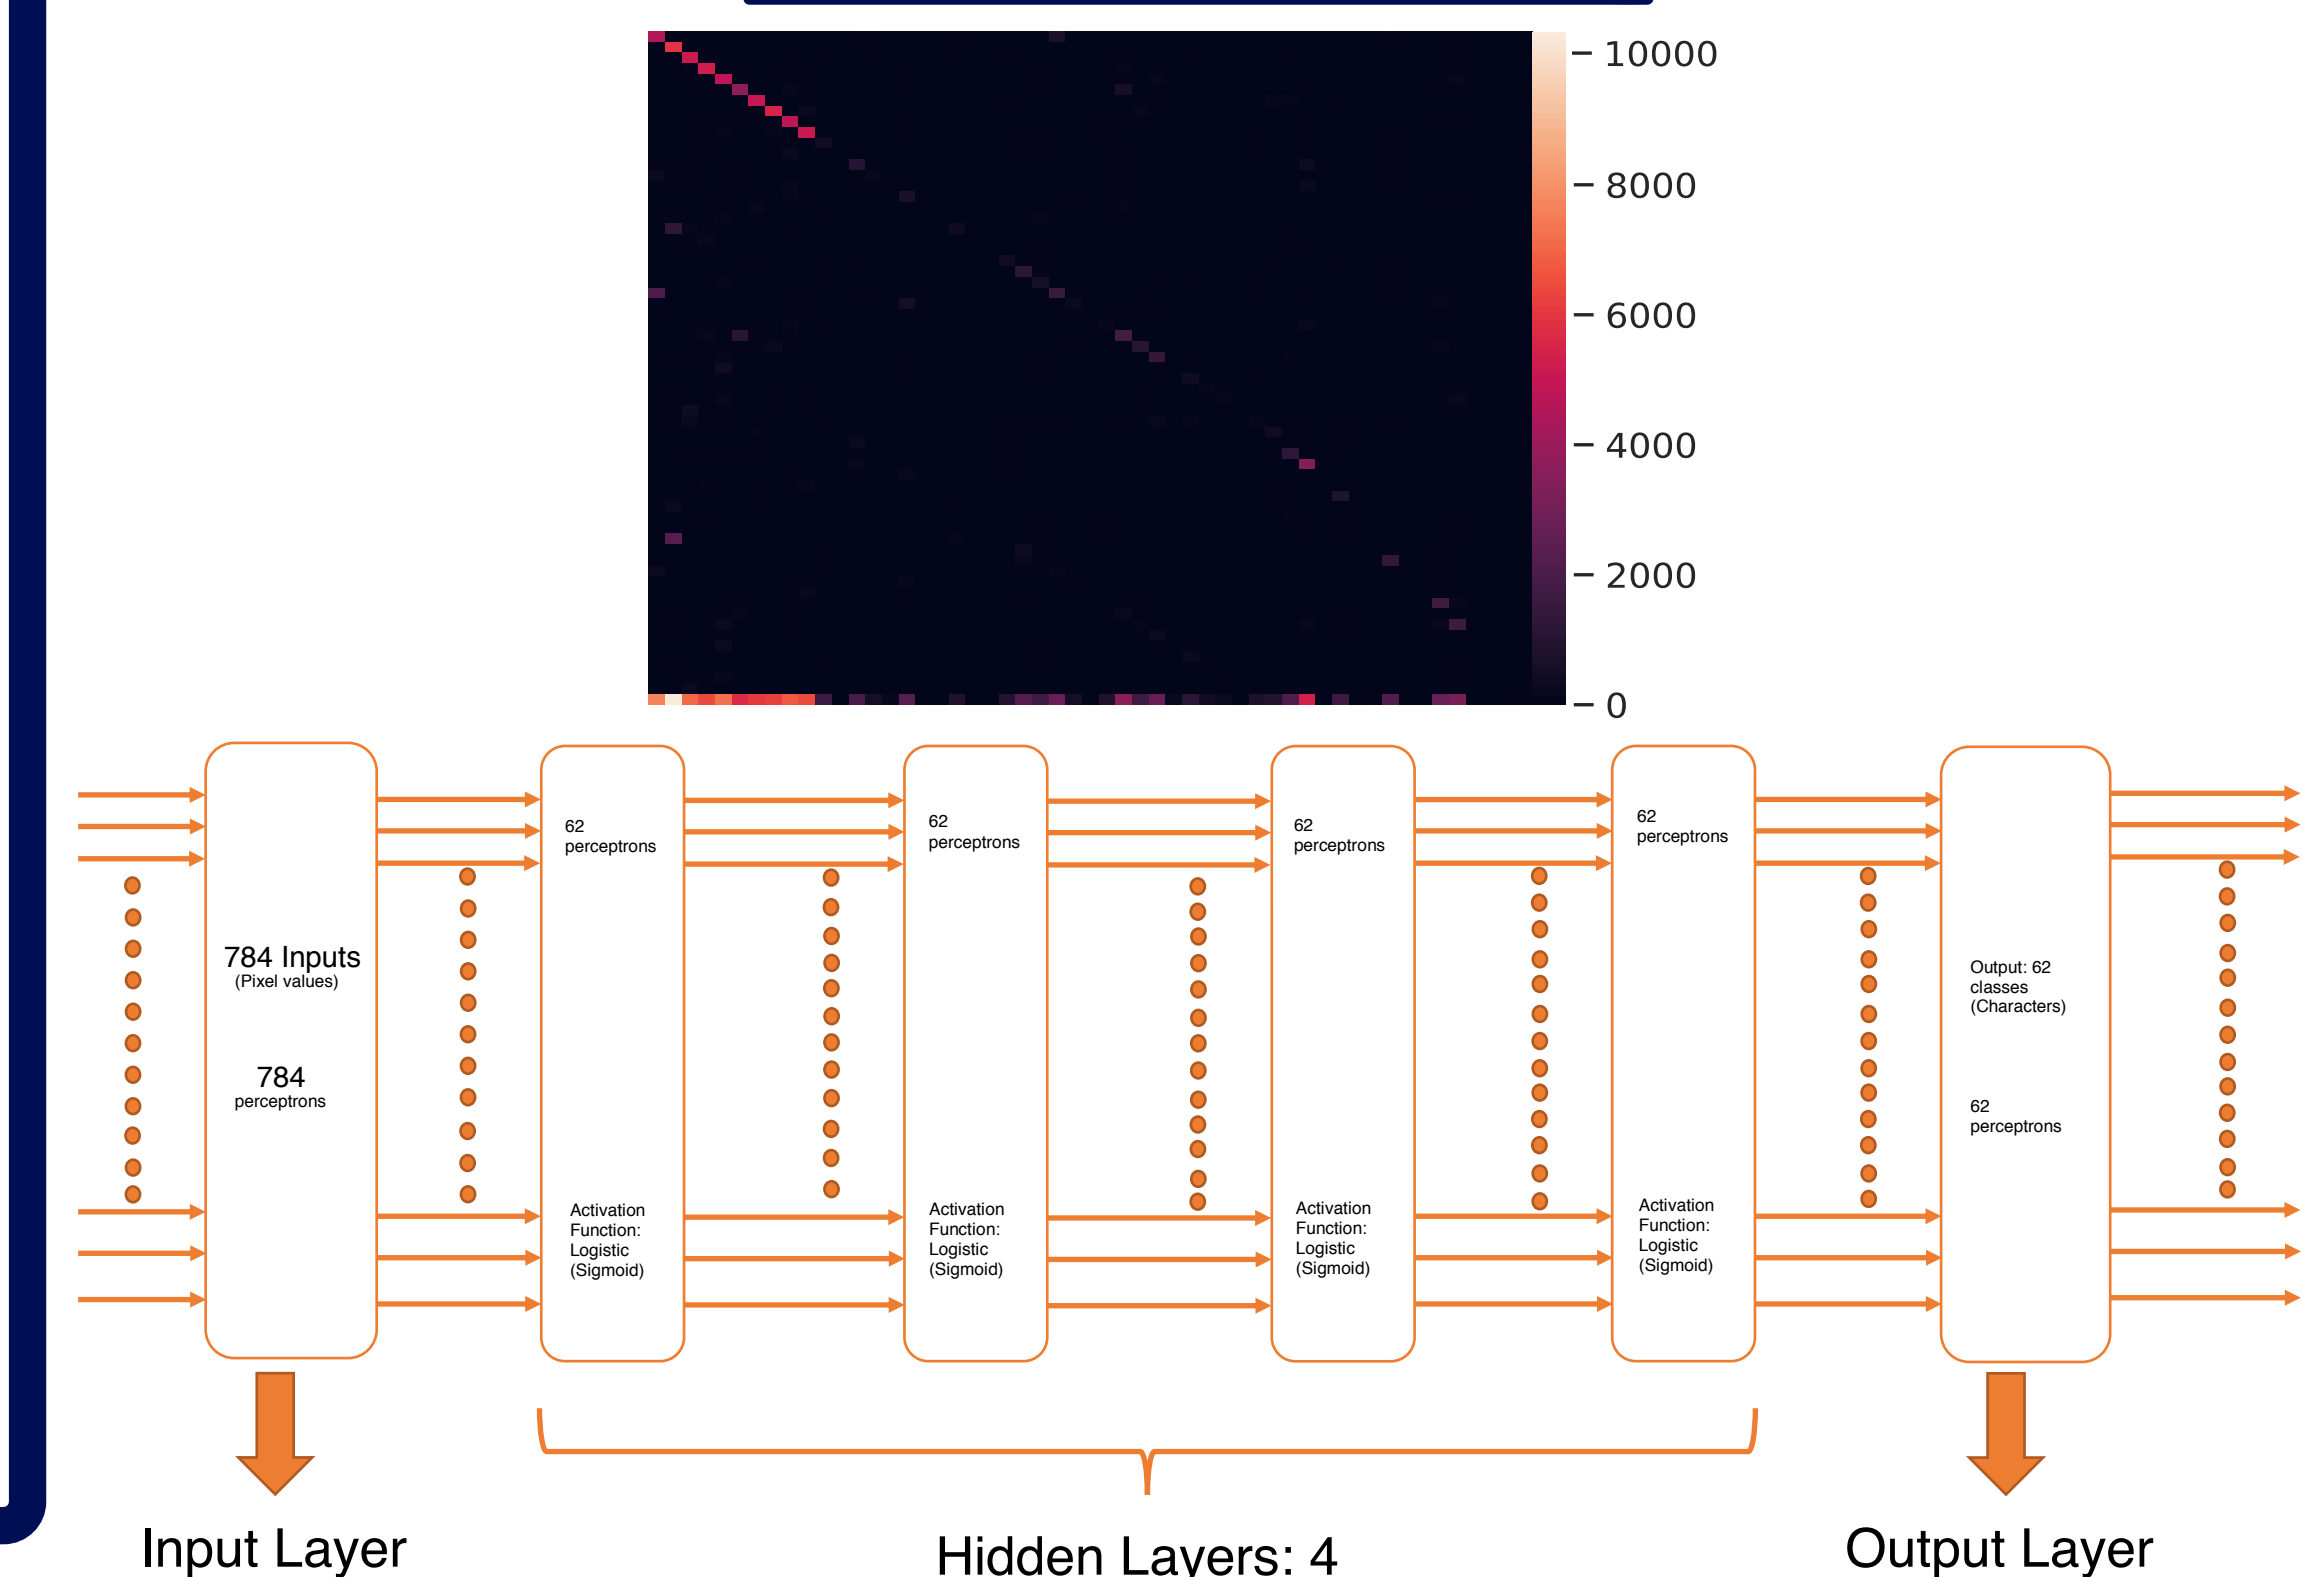 10000
8000
6000
4000
2000
0
784 Inputs
(Pixel values)
784
perceptrons
62
perceptrons
Activation
Function:
Logistic
(Sigmoid)
62
perceptrons
Activation
Function:
Logistic
(Sigmoid)
62
perceptrons
Activation
Function:
Logistic
(Sigmoid)
62
perceptrons
Activation
Function:
Logistic
(Sigmoid)
Output: 62
classes
(Characters)
62
perceptrons
Input Layer
Hidden Layers: 4
Output Layer